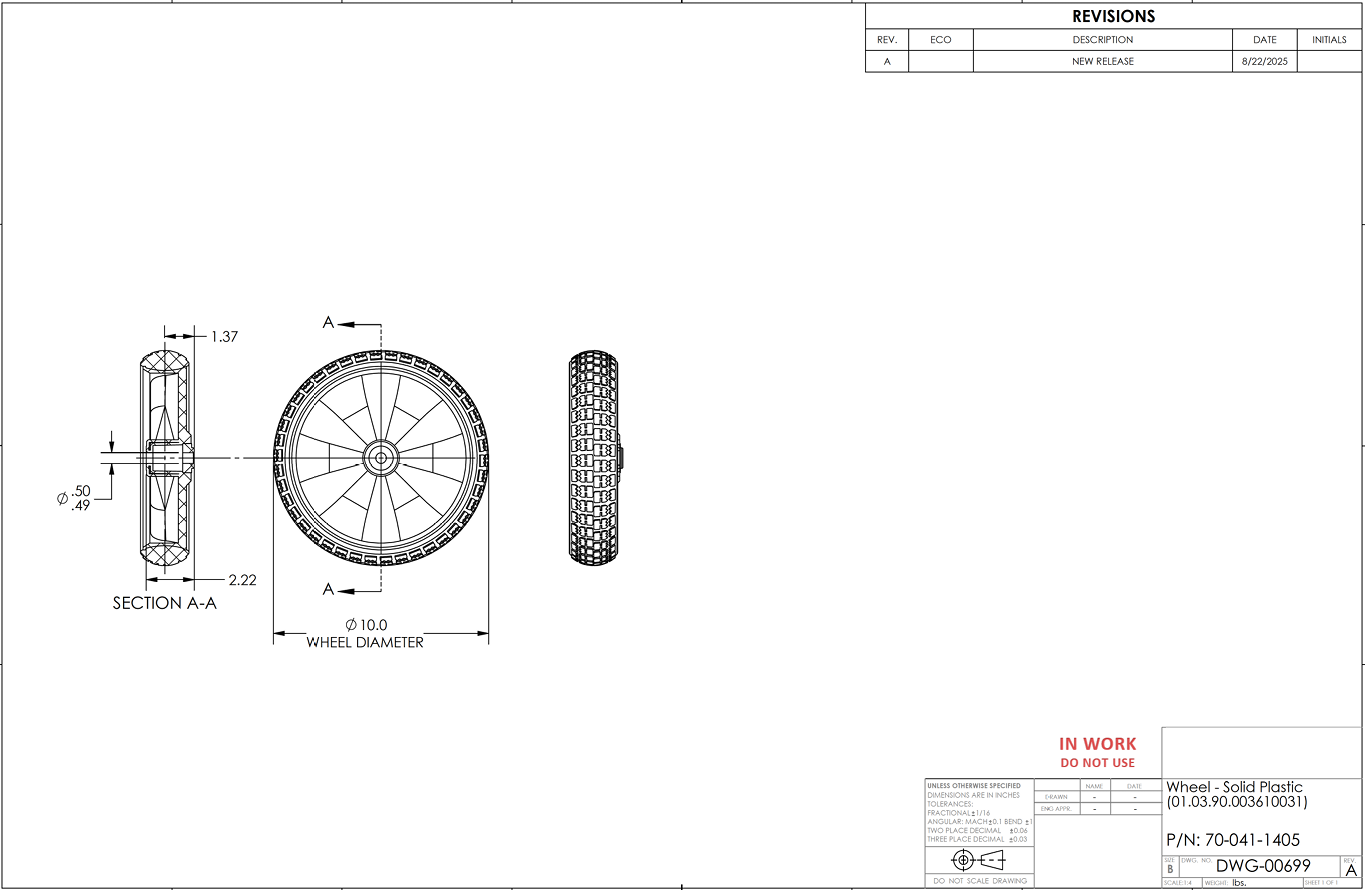 REVISIONS
REV. ECO DESCRIPTION DATE INITIALS
A NEW RELEASE 8/22/2025
A
1.37
⌀ .50
.49
2.22
SECTION A-A
A
⌀ 10.0
WHEEL DIAMETER
IN WORK
DO NOT USE
UNLESS OTHERWISE SPECIFIED
DIMENSIONS ARE IN INCHES
TOLERANCES:
FRACTIONAL±1/16
ANGULAR: MACH±0.1 BEND ±1
TWO PLACE DECIMAL ±0.06
THREE PLACE DECIMAL ±0.03
DO NOT SCALE DRAWING
NAME DATE
DRAWN - -
ENG APPR. - -
Wheel - Solid Plastic
(01.03.90.003610031)
P/N: 70-041-1405
SIZE DWG. NO. REV.
B DWG-00699 A
SCALE:1:4 WEIGHT: lbs. SHEET 1 OF 1